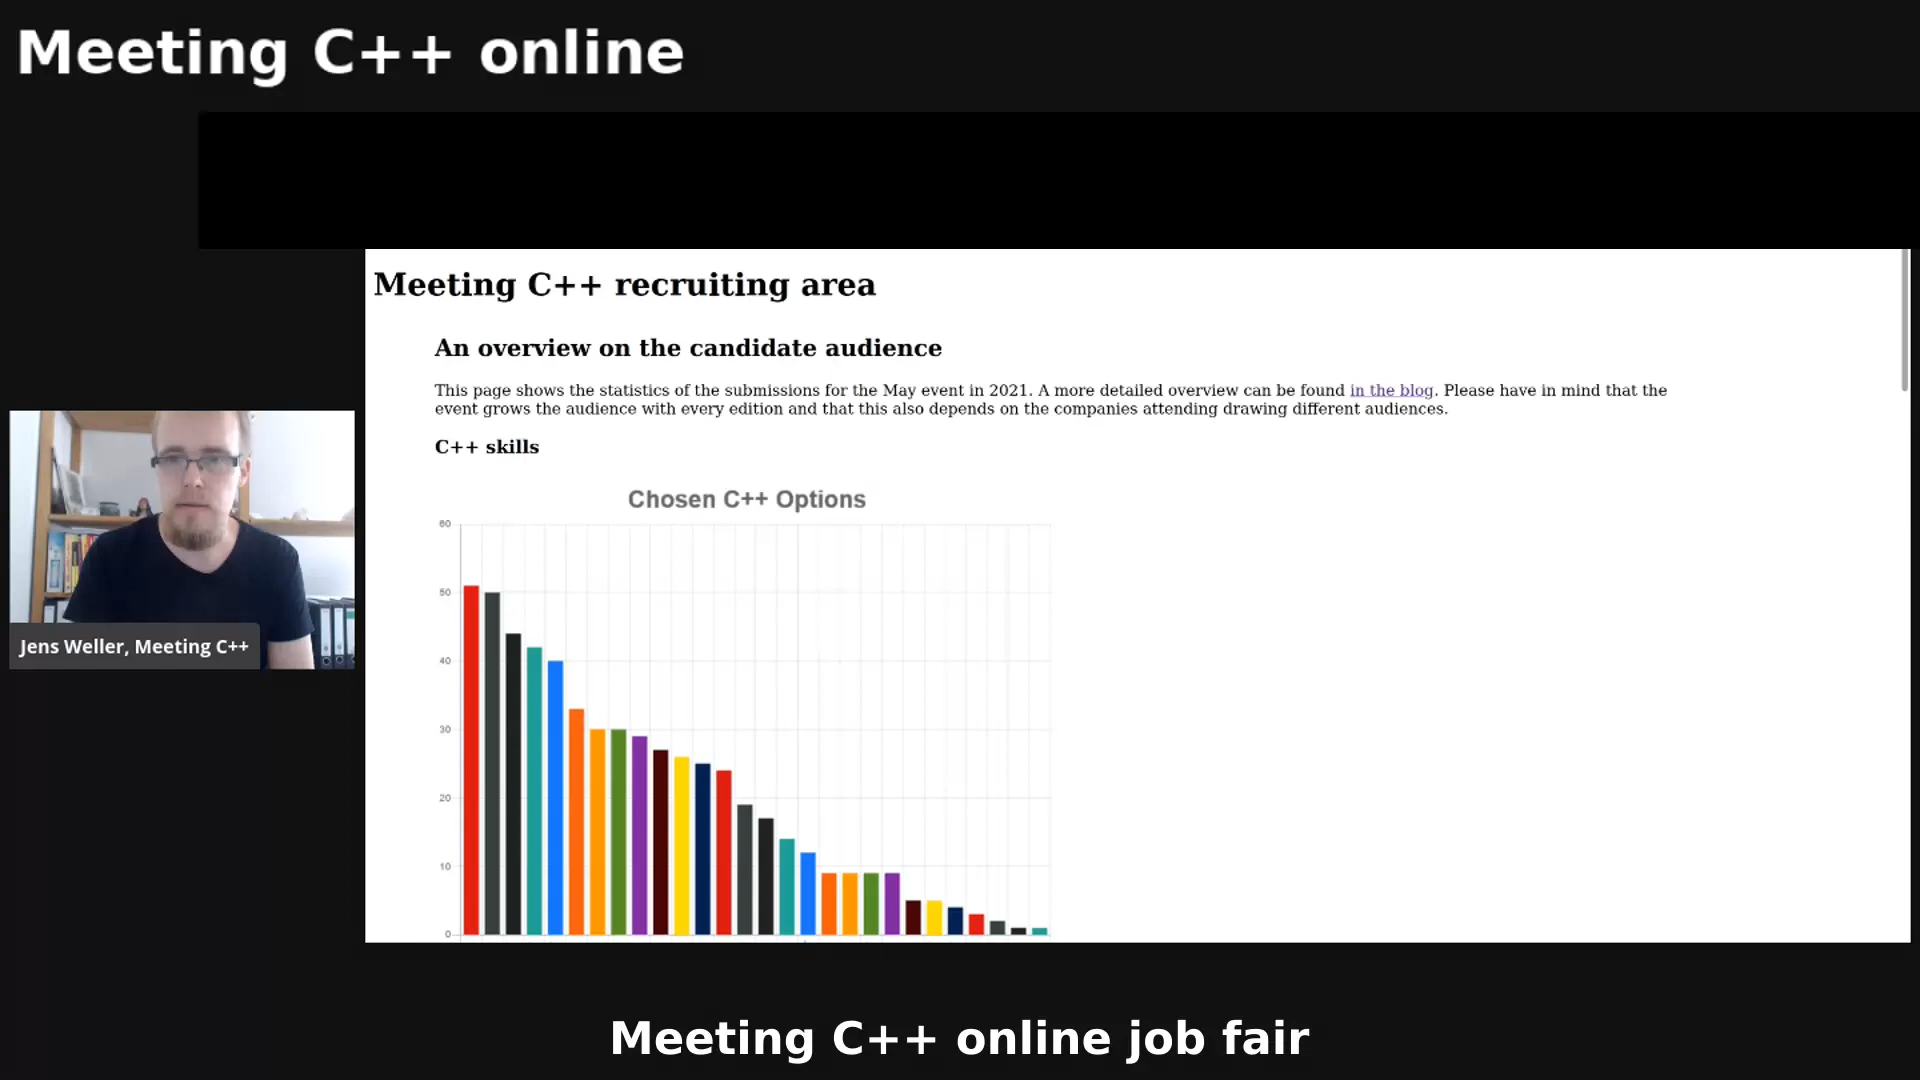 Meeting C++ online
Meeting C++ recruiting area
An overview on the candidate audience
This page shows the statistics of the submissions for the May event in 2021. A more detailed overview can be found in the blog. Please have in mind that the
event grows the audience with every edition and that this also depends on the companies attending drawing different audiences.
C++ skills
Chosen C++ Options
60
50
40
30
20
10
0
Jens Weller, Meeting C++
Meeting C++ online job fair